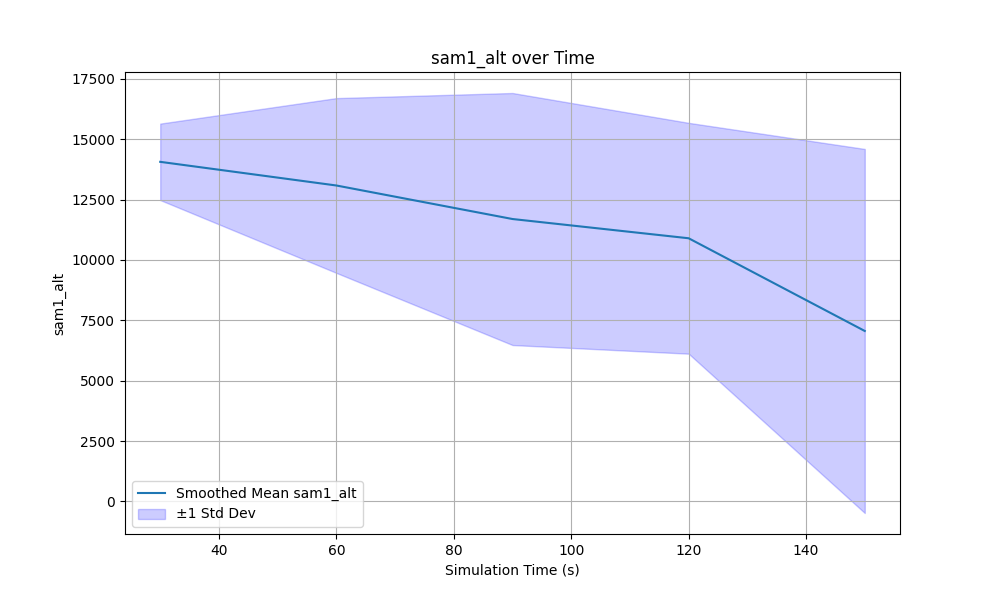 sam1_alt over Time
17500
15000
12500
10000
7500
5000
2500
0
sam1_alt
Smoothed Mean sam1_alt
±1 Std Dev
40 60 80 100 120 140
Simulation Time (s)